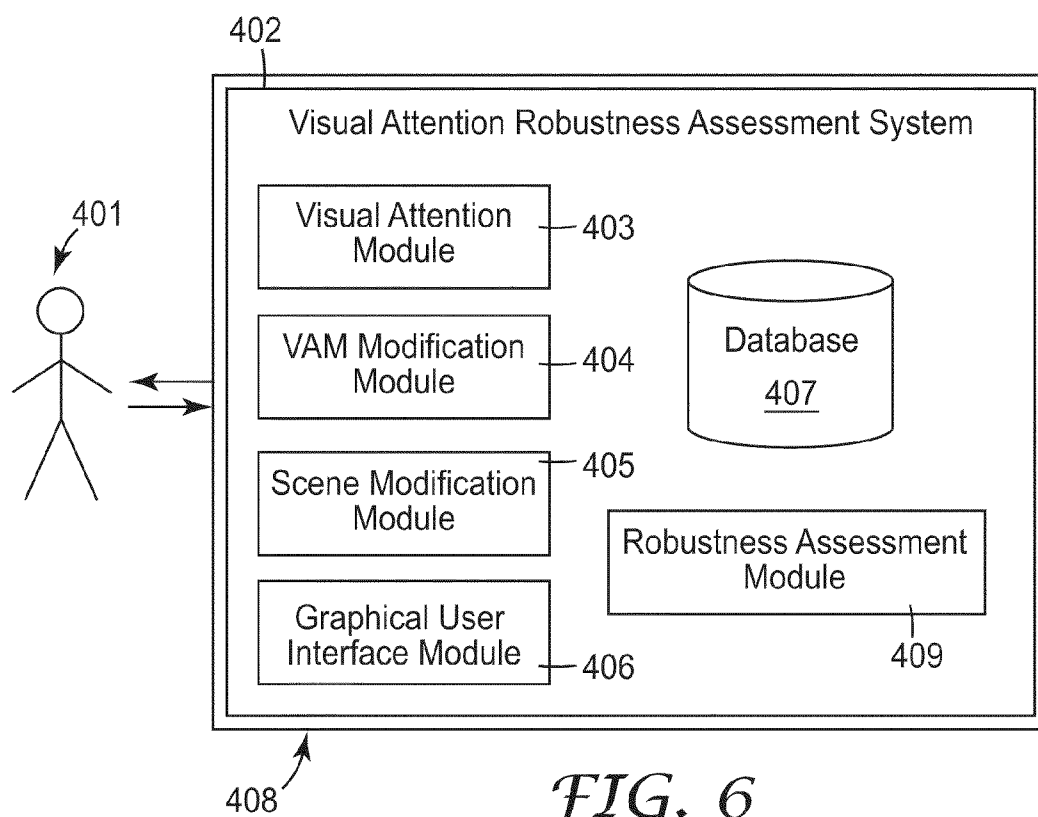 402
Visual Attention Robustness Assessment System
401
Visual Attention
Module
403
VAM Modification
Module
404
Database
407
Scene Modification
Module
405
Robustness Assessment
Module
409
Graphical User
Interface Module
406
408
FIG. 6